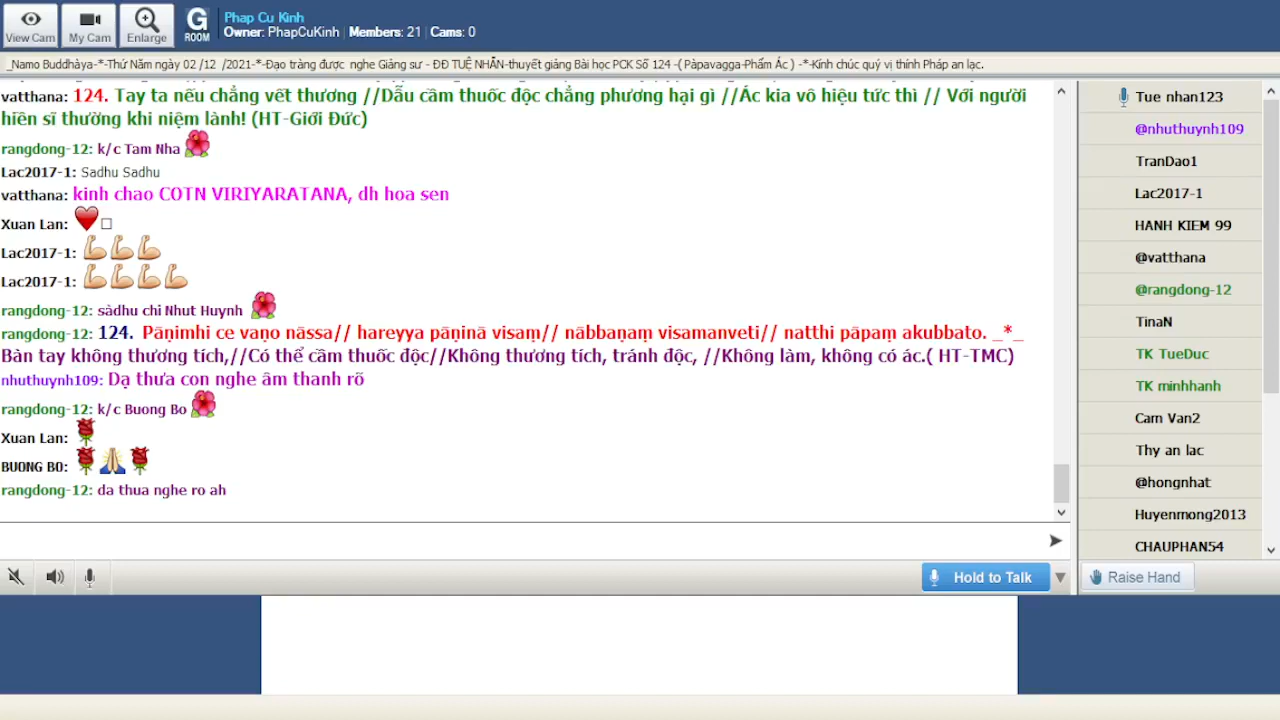 View Cam
My Cam
Enlarge
G
ROOM
Phap Cu Kinh
Owner: PhapCuKinh | Members: 21 | Cams: 0
_Namo Buddhàya-*-Thứ Năm ngày 02 /12 /2021-*-Đạo tràng được nghe Giảng sư - ĐĐ TUỆ NHẪN-thuyết giảng Bài học PCK Số 124 -( Pàpavagga-Phẩm Ác ) -*-Kính chúc quý vị thính Pháp an lạc.
vatthana: 124. Tay ta nếu chẳng vết thương //Dẫu cầm thuốc độc chẳng phương hại gì //Ác kia vô hiệu tức thì // Với người
hiền sĩ thường khi niệm lành! (HT-Giới Đức)
rangdong-12: k/c Tam Nha
Lac2017-1: Sadhu Sadhu
vatthana: kinh chao COTN VIRIYARATANA, dh hoa sen
Xuan Lan:
Lac2017-1:
Lac2017-1:
rangdong-12: sàdhu chi Nhut Huynh
rangdong-12: 124. Pāṇimhi ce vaṇo nāssa// hareyya pāṇinā visaṃ// nābbaṇaṃ visamanveti// natthi pāpaṃ akubbato. _*_
Bàn tay không thương tích,//Có thể cầm thuốc độc//Không thương tích, tránh độc, //Không làm, không có ác.( HT-TMC)
nhuthuynh109: Dạ thưa con nghe âm thanh rõ
rangdong-12: k/c Buong Bo
Xuan Lan:
BUONG BO:
rangdong-12: da thua nghe ro ah
Hold to Talk
Tue nhan123
@nhuthuynh109
TranDao1
Lac2017-1
HANH KIEM 99
@vatthana
@rangdong-12
TinaN
TK TueDuc
TK minhhanh
Cam Van2
Thy an lac
@hongnhat
Huyenmong2013
CHAUPHAN54
Raise Hand